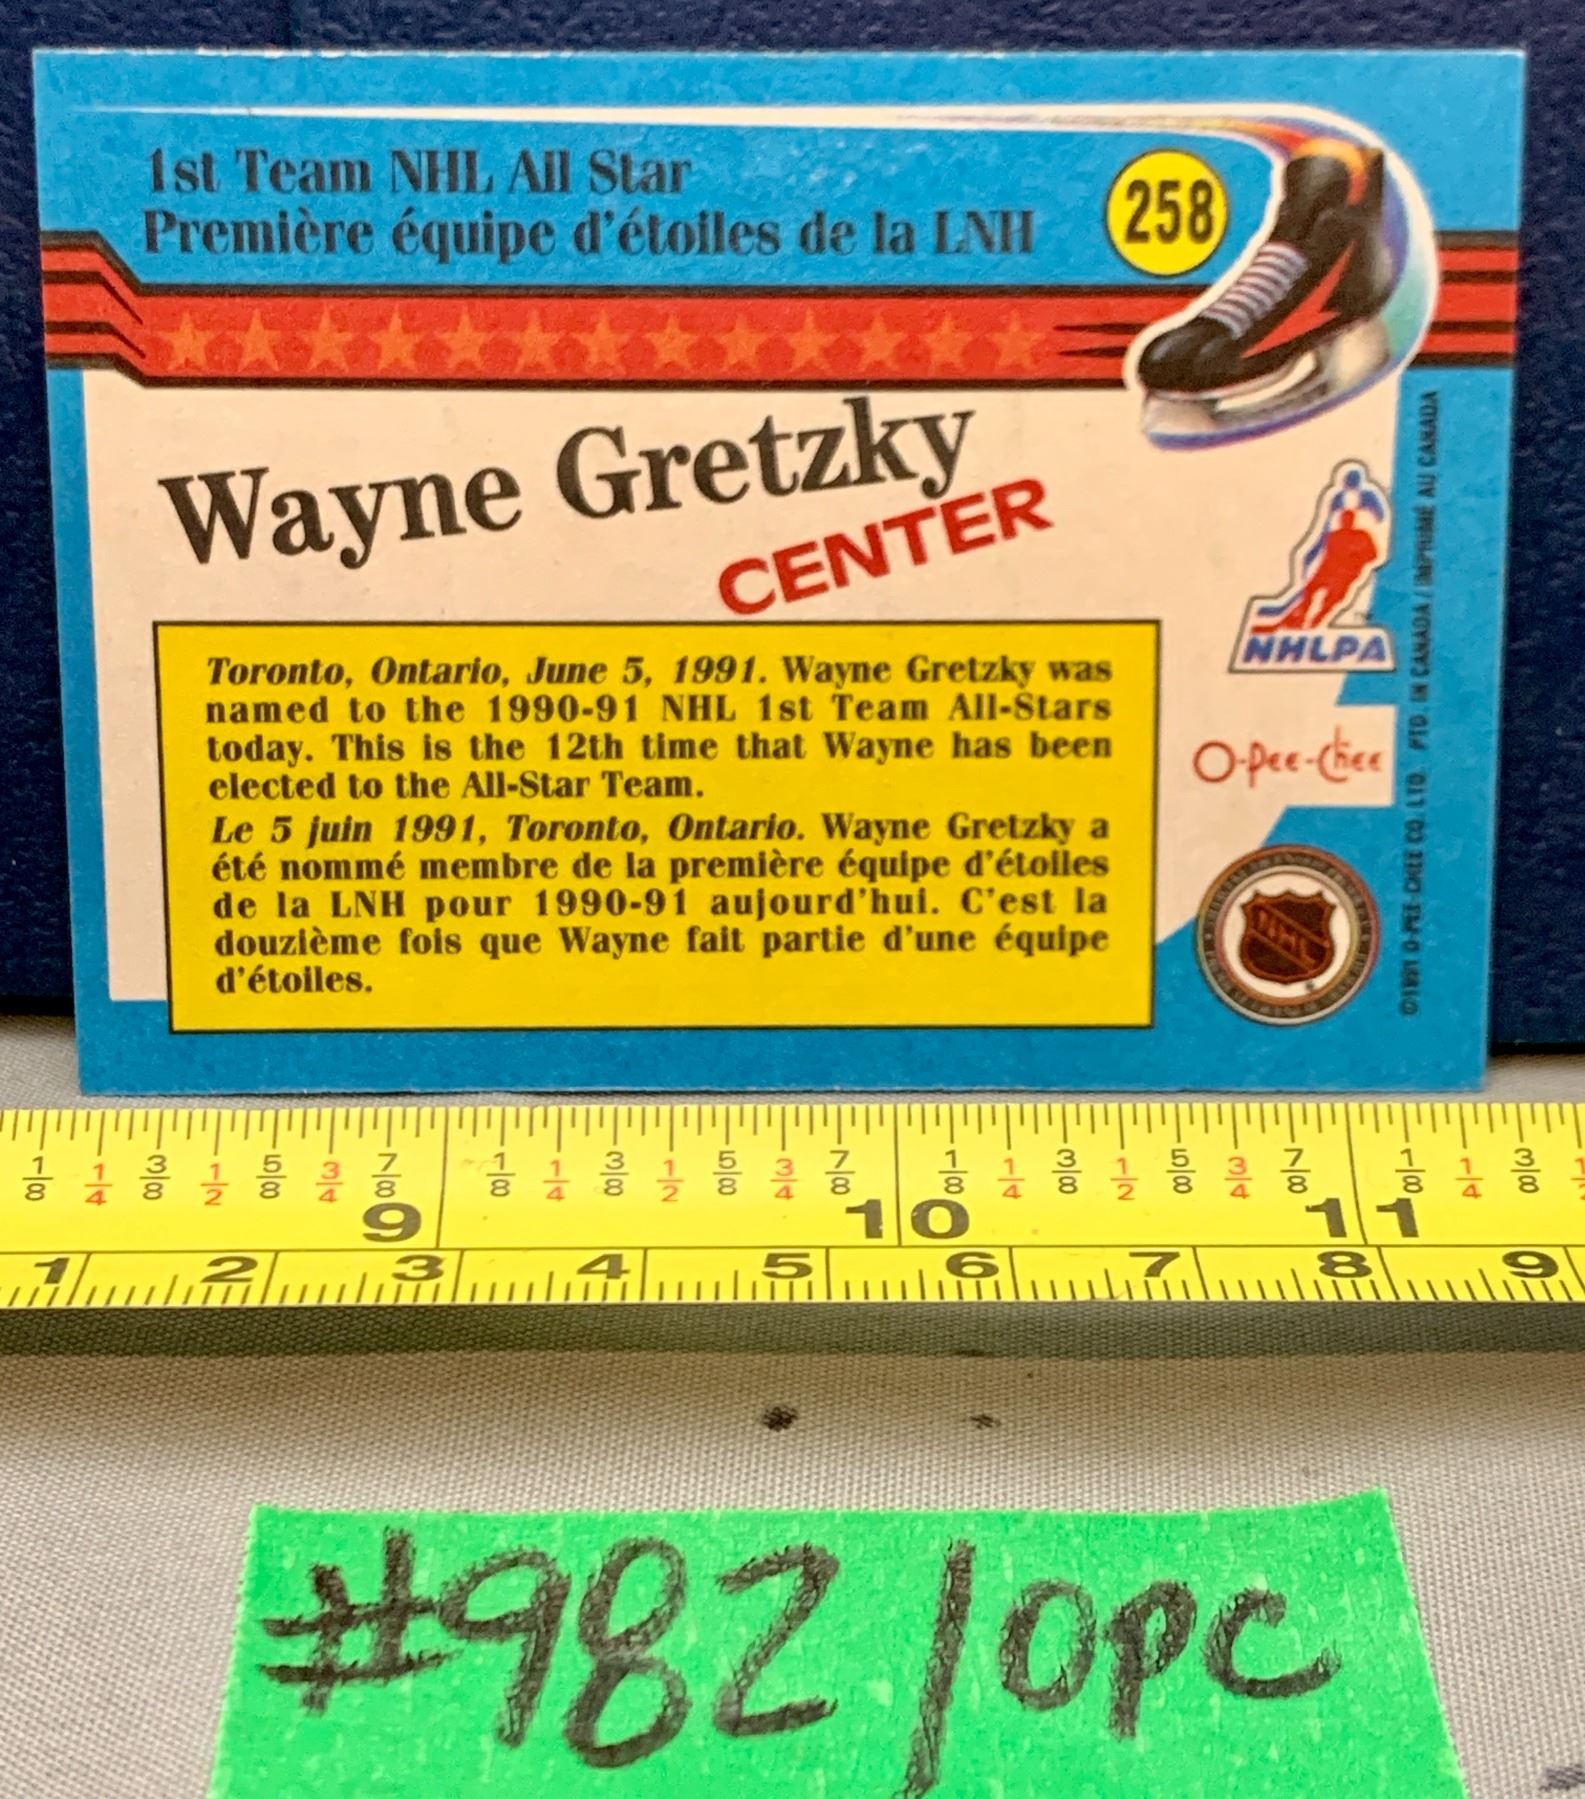 1st Team NHL All Star
Première équipe d'étoiles de la LNH
258
Wayne Gretzky
CENTER
Toronto, Ontario, June 5, 1991. Wayne Gretzky was
named to the 1990-91 NHL 1st Team All-Stars
today. This is the 12th time that Wayne has been
elected to the All-Star Team.
Le 5 juin 1991, Toronto, Ontario. Wayne Gretzky a
été nommé membre de la première équipe d'étoiles
de la LNH pour 1990-91 aujourd'hui. C'est la
douzième fois que Wayne fait partie d'une équipe
d'étoiles.
NHLPA
O-Pee-Chee
NHL
©1991 O-PEE-CHEE CO. LTD. PTD. IN CANADA / IMPRIMÉ AU CANADA
1/8 1/4 3/8 1/2 5/8 3/4 7/8 1/8 1/4 3/8 1/2 5/8 3/4 7/8 1/8 1/4 3/8 1/2 5/8 3/4 7/8 1/8 1/4 3/8
9 10 11
1 2 3 4 5 6 7 8 9
#982/OPC